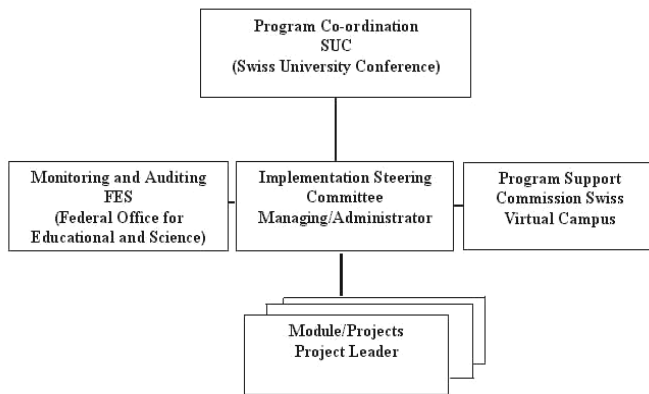 Program Co-ordination
SUC
(Swiss University Conference)
Monitoring and Auditing
FES
(Federal Office for
Educational and Science)
Implementation Steering
Committee
Managing/Administrator
Program Support
Commission Swiss
Virtual Campus
Module/Projects
Project Leader